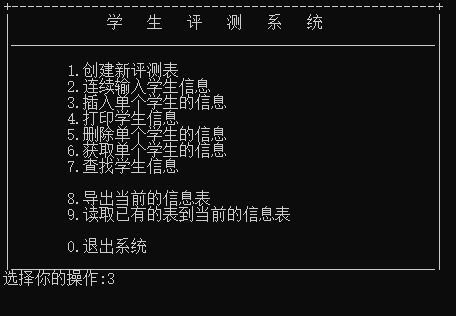 学 生 评 测 系 统
1.创建新评测表
2.连续输入学生信息
3.插入单个学生的信息
4.打印学生信息
5.删除单个学生的信息
6.获取单个学生的信息
7.查找学生信息
8.导出当前的信息表
9.读取已有的表到当前的信息表
0.退出系统
选择你的操作:3